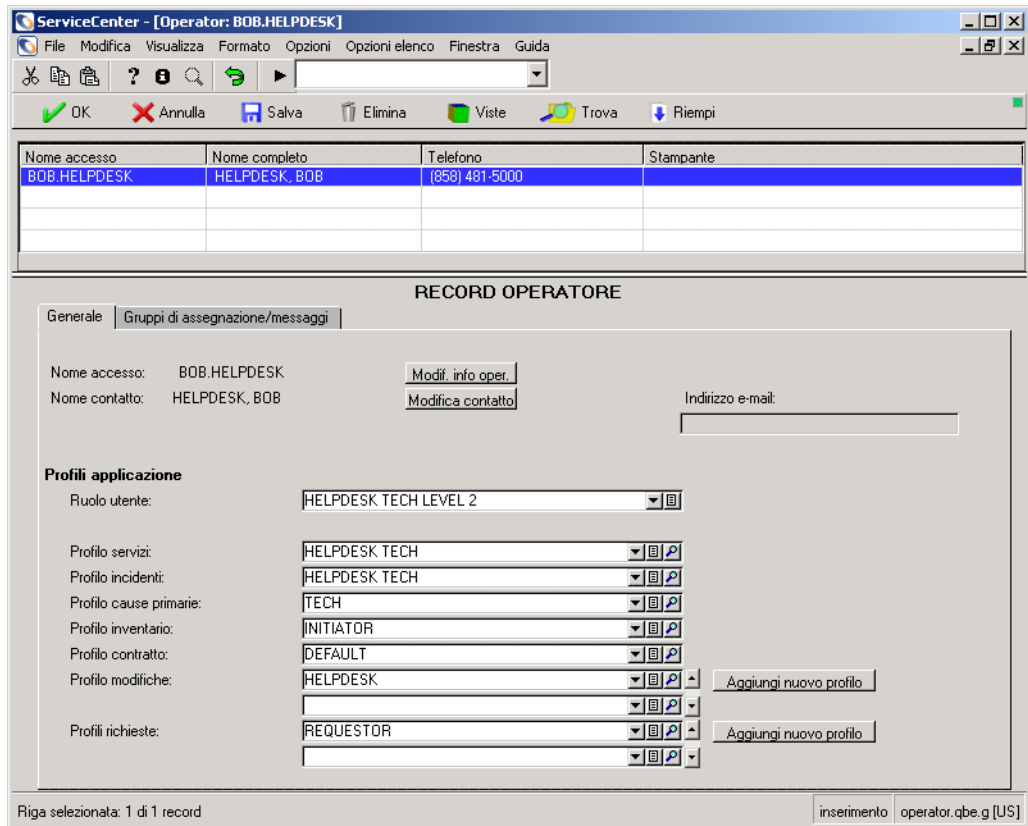 ServiceCenter - [Operator: BOB.HELPDESK]
File Modifica Visualizza Formato Opzioni Opzioni elenco Finestra Guida
OK Annulla Salva Elimina Viste Trova Riempi
Nome accesso Nome completo Telefono Stampante
BOB.HELPDESK HELPDESK, BOB (858) 481-5000
RECORD OPERATORE
Generale Gruppi di assegnazione/messaggi
Nome accesso: BOB.HELPDESK Modif. info oper.
Nome contatto: HELPDESK, BOB Modifica contatto Indirizzo e-mail:
Profili applicazione
Ruolo utente: HELPDESK TECH LEVEL 2
Profilo servizi: HELPDESK TECH
Profilo incidenti: HELPDESK TECH
Profilo cause primarie: TECH
Profilo inventario: INITIATOR
Profilo contratto: DEFAULT
Profilo modifiche: HELPDESK Aggiungi nuovo profilo
Profili richieste: REQUESTOR Aggiungi nuovo profilo
Riga selezionata: 1 di 1 record inserimento operator.qbe.g [US]